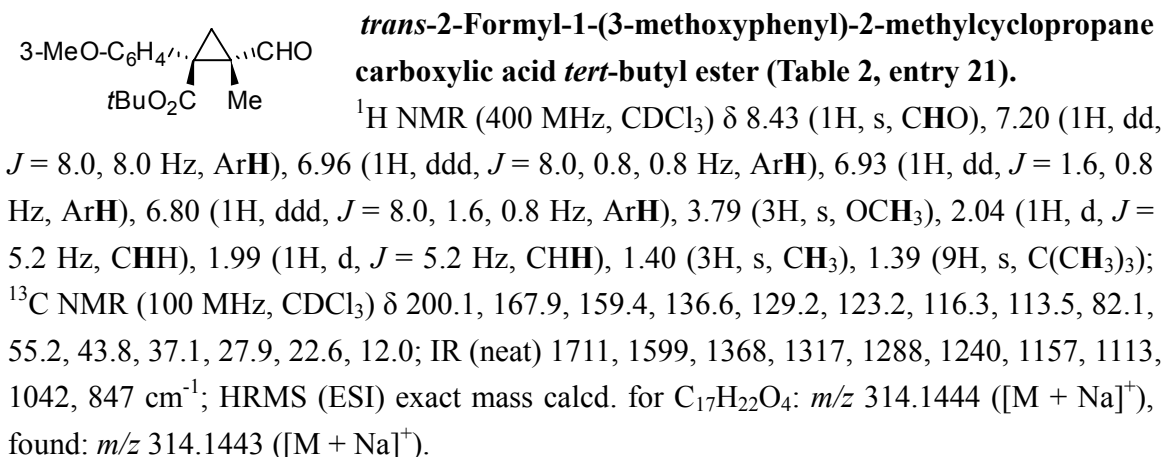 trans-2-Formyl-1-(3-methoxyphenyl)-2-methylcyclopropane
3-MeO-C6H4 CHO
carboxylic acid tert-butyl ester (Table 2, entry 21).
tBuO2C Me
¹H NMR (400 MHz, CDCl₃) δ 8.43 (1H, s, CHO), 7.20 (1H, dd,
J = 8.0, 8.0 Hz, ArH), 6.96 (1H, ddd, J = 8.0, 0.8, 0.8 Hz, ArH), 6.93 (1H, dd, J = 1.6, 0.8
Hz, ArH), 6.80 (1H, ddd, J = 8.0, 1.6, 0.8 Hz, ArH), 3.79 (3H, s, OCH₃), 2.04 (1H, d, J =
5.2 Hz, CHH), 1.99 (1H, d, J = 5.2 Hz, CHH), 1.40 (3H, s, CH₃), 1.39 (9H, s, C(CH₃)₃);
¹³C NMR (100 MHz, CDCl₃) δ 200.1, 167.9, 159.4, 136.6, 129.2, 123.2, 116.3, 113.5, 82.1,
55.2, 43.8, 37.1, 27.9, 22.6, 12.0; IR (neat) 1711, 1599, 1368, 1317, 1288, 1240, 1157, 1113,
1042, 847 cm⁻¹; HRMS (ESI) exact mass calcd. for C₁₇H₂₂O₄: m/z 314.1444 ([M + Na]⁺),
found: m/z 314.1443 ([M + Na]⁺).